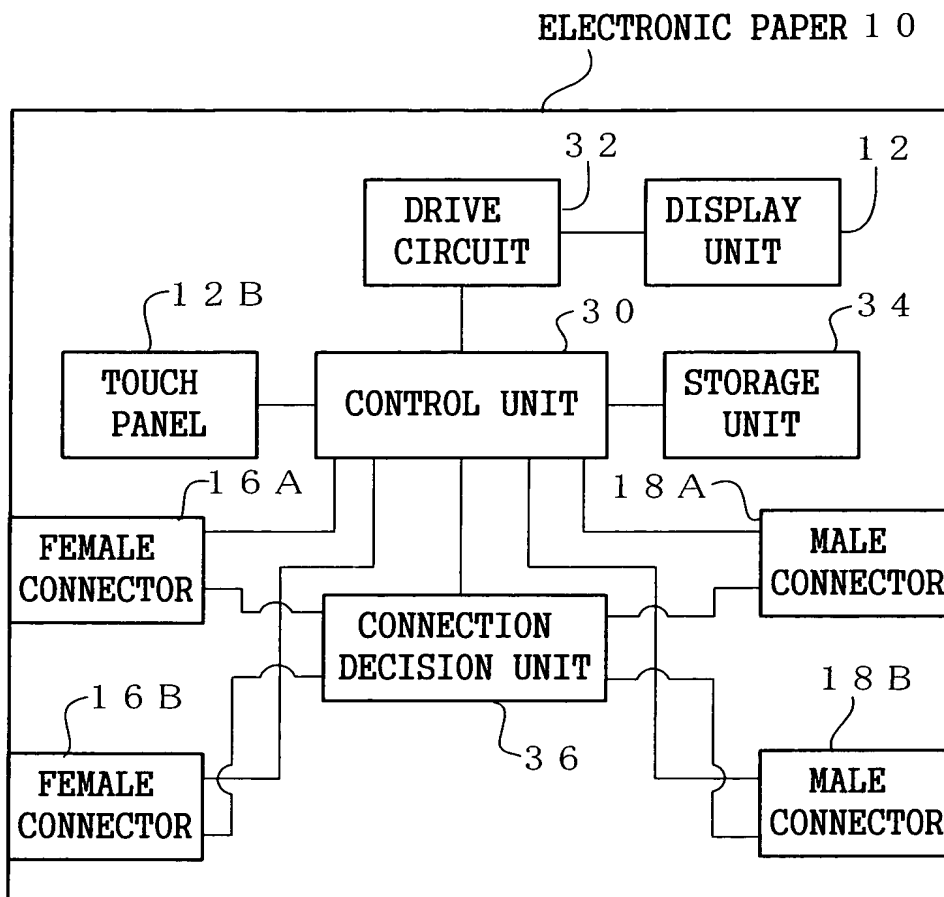 ELECTRONIC PAPER 10
32
12
DRIVE
CIRCUIT
DISPLAY
UNIT
12B
30
34
TOUCH
PANEL
CONTROL UNIT
STORAGE
UNIT
16A
18A
FEMALE
CONNECTOR
MALE
CONNECTOR
CONNECTION
DECISION UNIT
16B
36
18B
FEMALE
CONNECTOR
MALE
CONNECTOR